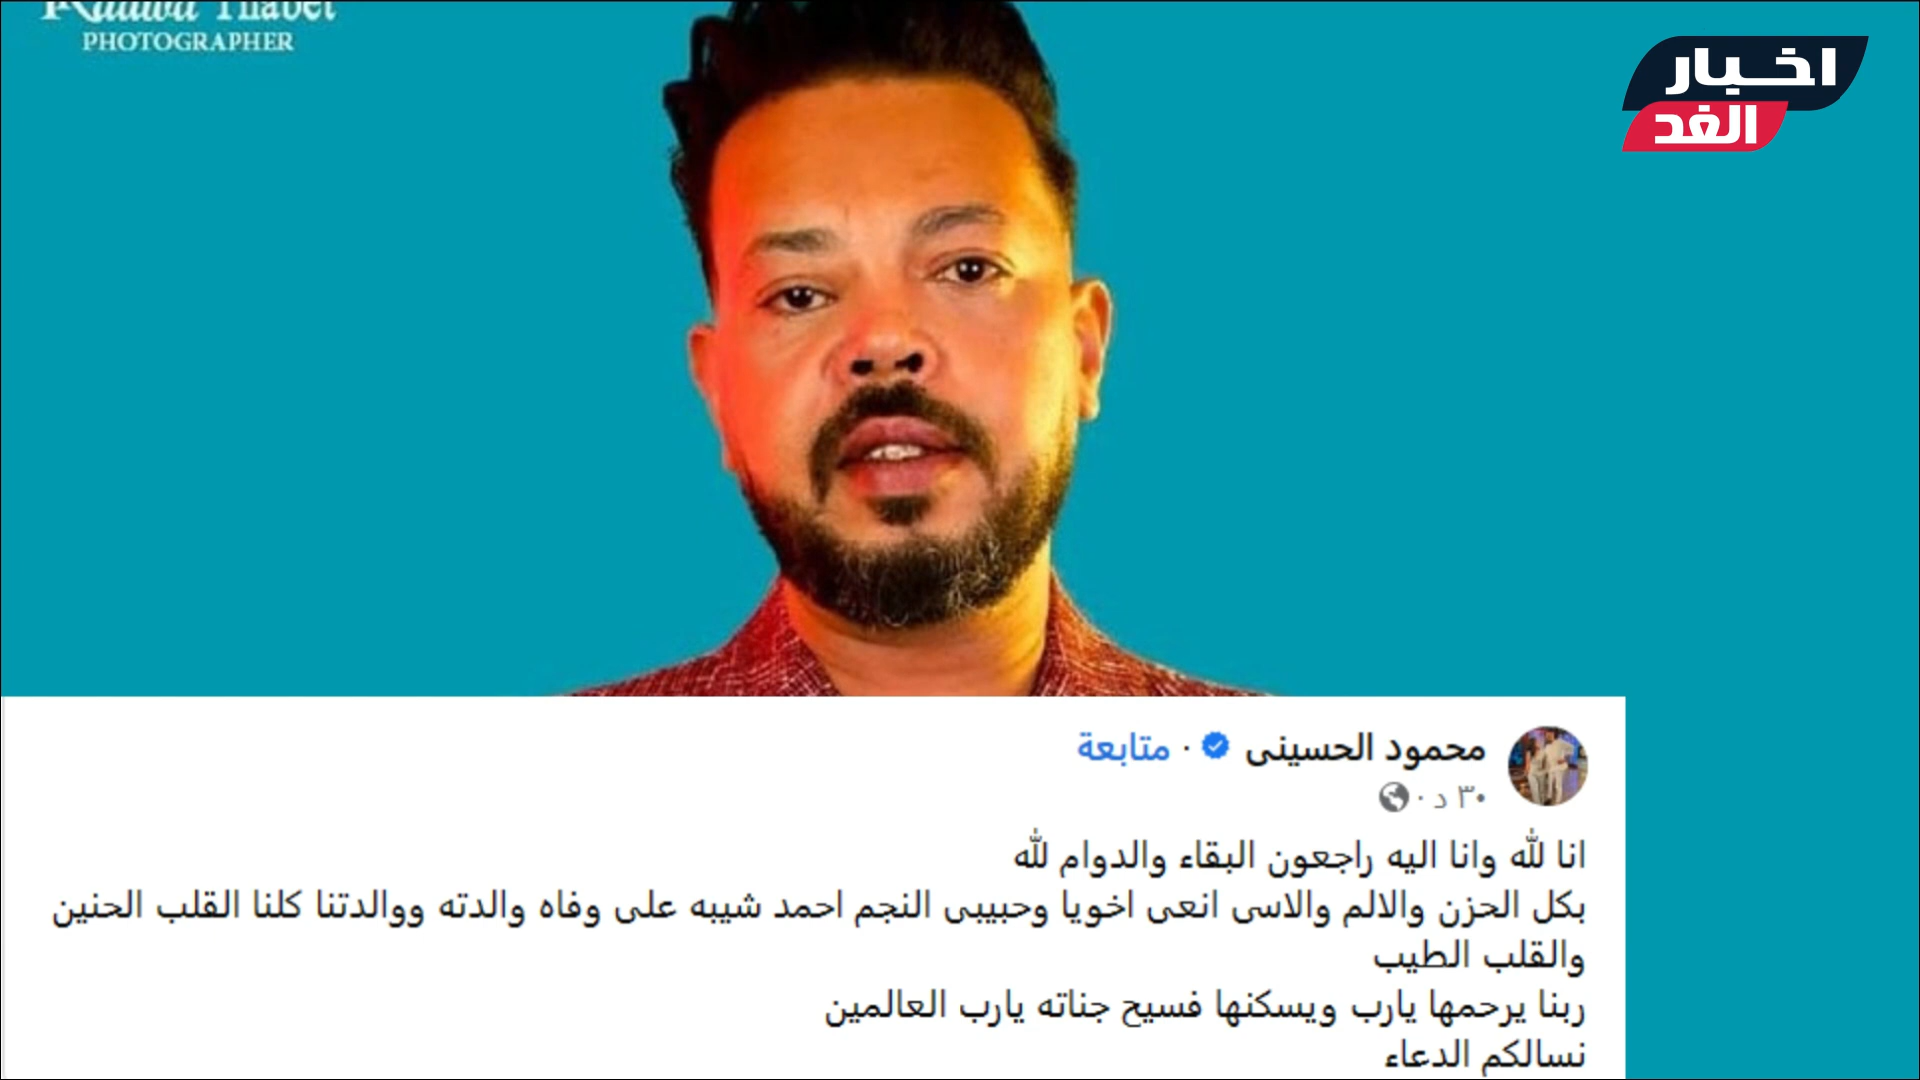 Thabet
PHOTOGRAPHER
اخبار
الغد
محمود الحسينى · متابعة
٣٠ د ·
انا لله وانا اليه راجعون البقاء والدوام لله
بكل الحزن والالم والاسى انعى اخويا وحبيبى النجم احمد شيبه على وفاه والدته ووالدتنا كلنا القلب الحنين
والقلب الطيب
ربنا يرحمها يارب ويسكنها فسيح جناته يارب العالمين
نسالكم الدعاء